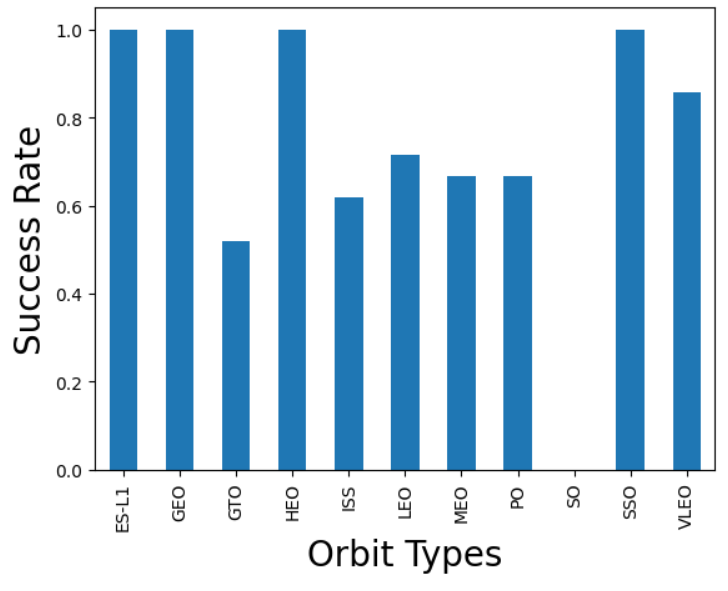 Success Rate
1.0
0.8
0.6
0.4
0.2
0.0
ES-L1
GEO
GTO
HEO
ISS
LEO
MEO
PO
SO
SSO
VLEO
Orbit Types